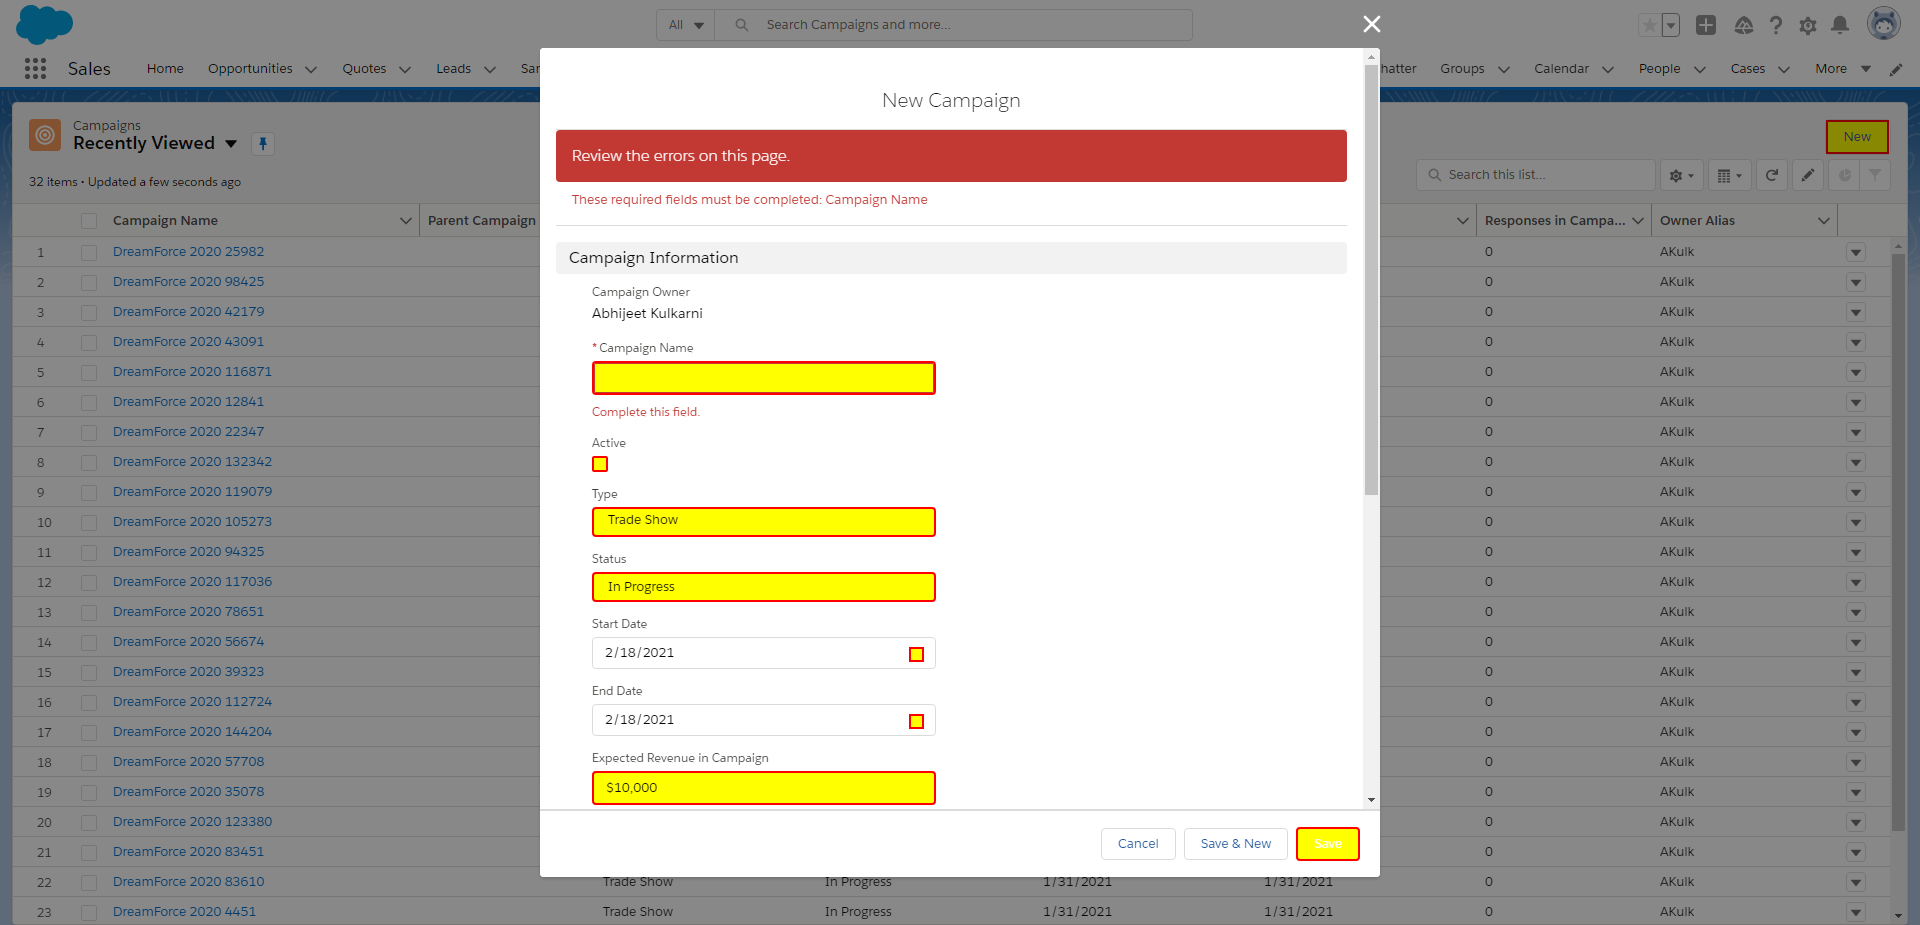 All
Search Campaigns and more...
Sales
Home
Opportunities
Quotes
Leads
Sar
hatter
Groups
Calendar
People
Cases
More
Campaigns
Recently Viewed
New
32 items • Updated a few seconds ago
Search this list...
Campaign Name
Parent Campaign
Responses in Campa...
Owner Alias
1 DreamForce 2020 25982 0 AKulk
2 DreamForce 2020 98425 0 AKulk
3 DreamForce 2020 42179 0 AKulk
4 DreamForce 2020 43091 0 AKulk
5 DreamForce 2020 116871 0 AKulk
6 DreamForce 2020 12841 0 AKulk
7 DreamForce 2020 22347 0 AKulk
8 DreamForce 2020 132342 0 AKulk
9 DreamForce 2020 119079 0 AKulk
10 DreamForce 2020 105273 0 AKulk
11 DreamForce 2020 94325 0 AKulk
12 DreamForce 2020 117036 0 AKulk
13 DreamForce 2020 78651 0 AKulk
14 DreamForce 2020 56674 0 AKulk
15 DreamForce 2020 39323 0 AKulk
16 DreamForce 2020 112724 0 AKulk
17 DreamForce 2020 144204 0 AKulk
18 DreamForce 2020 57708 0 AKulk
19 DreamForce 2020 35078 0 AKulk
20 DreamForce 2020 123380 0 AKulk
21 DreamForce 2020 83451 0 AKulk
22 DreamForce 2020 83610 Trade Show In Progress 1/31/2021 1/31/2021 0 AKulk
23 DreamForce 2020 4451 Trade Show In Progress 1/31/2021 1/31/2021 0 AKulk
New Campaign
Review the errors on this page.
These required fields must be completed: Campaign Name
Campaign Information
Campaign Owner
Abhijeet Kulkarni
* Campaign Name
Complete this field.
Active
Type
Trade Show
Status
In Progress
Start Date
2/18/2021
End Date
2/18/2021
Expected Revenue in Campaign
$10,000
Cancel
Save & New
Save